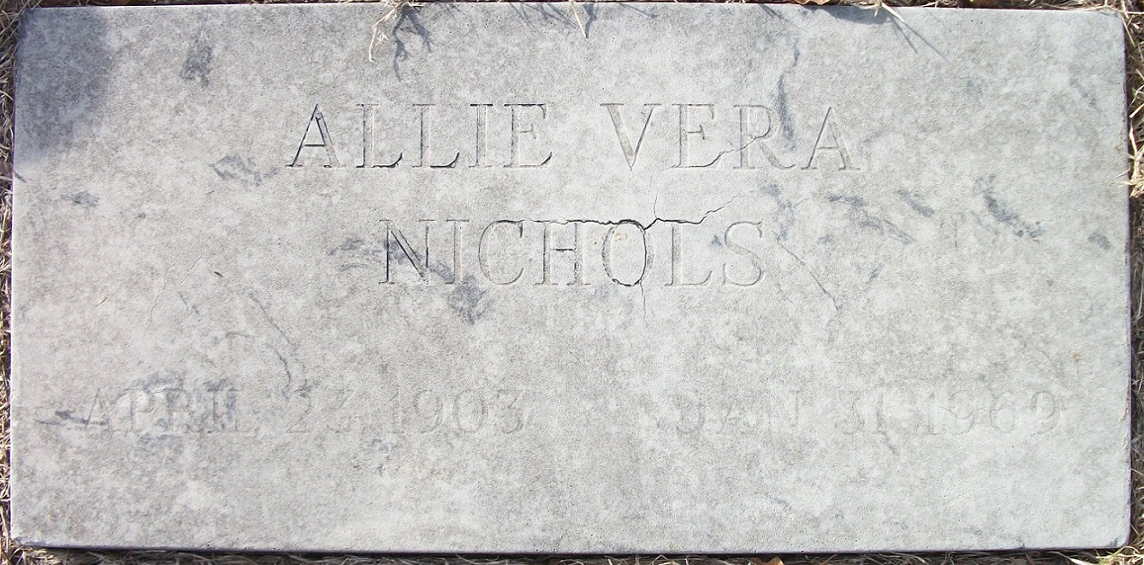 ALLIE VERA
NICHOLS
APRIL 23 1903 JAN 31 1969